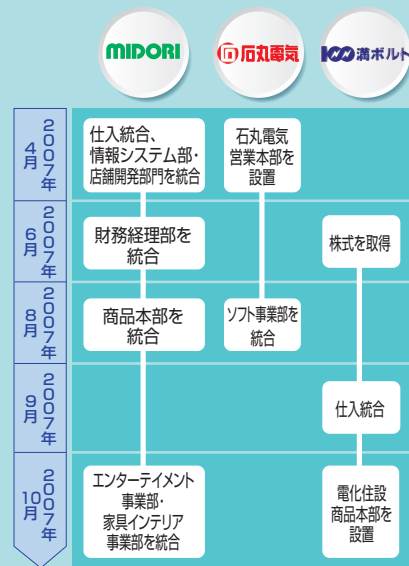 MIDORI
石丸電気
100満ボルト
2007年
4月
仕入統合、
情報システム部・
店舗開発部門を統合
石丸電気
営業本部を
設置
2007年
6月
財務経理部を
統合
株式を取得
2007年
8月
商品本部を
統合
ソフト事業部を
統合
2007年
9月
仕入統合
2007年
10月
エンターテイメント
事業部・
家具インテリア
事業部を統合
電化住設
商品本部を
設置